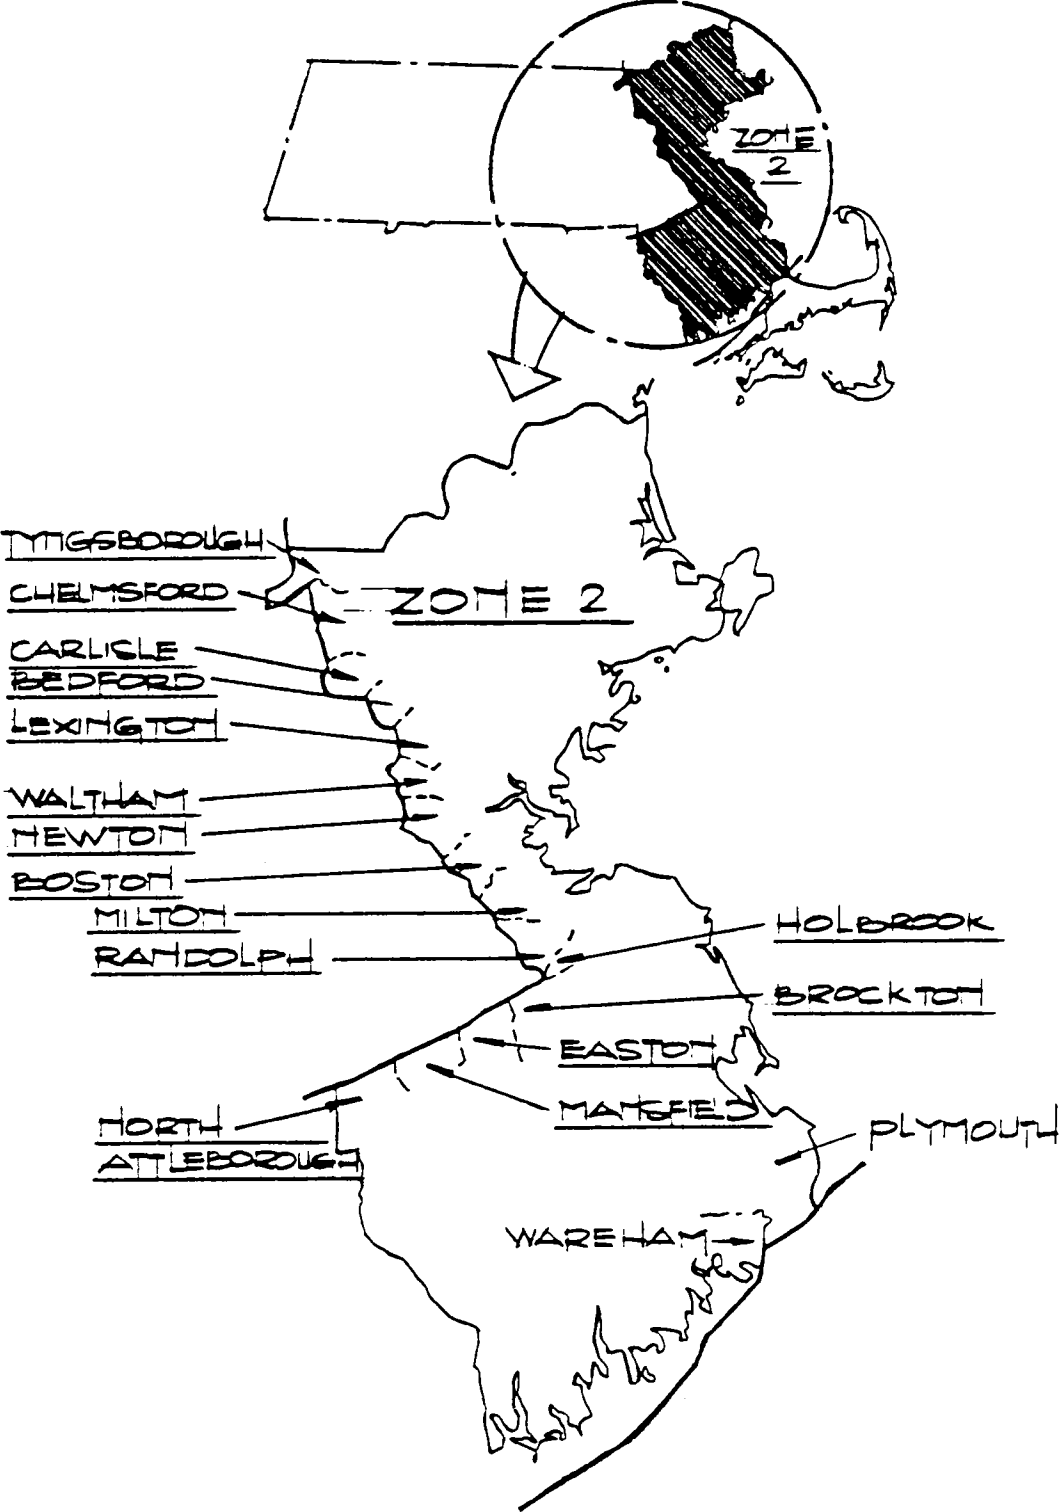 ZONE
2
TYNGSBOROUGH
CHELMSFORD
ZONE 2
CARLISLE
BEDFORD
LEXINGTON
WALTHAM
NEWTON
BOSTON
MILTON
HOLBROOK
RANDOLPH
BROCKTON
EASTON
MANSFIELD
NORTH
ATTLEBOROUGH
PLYMOUTH
WAREHAM